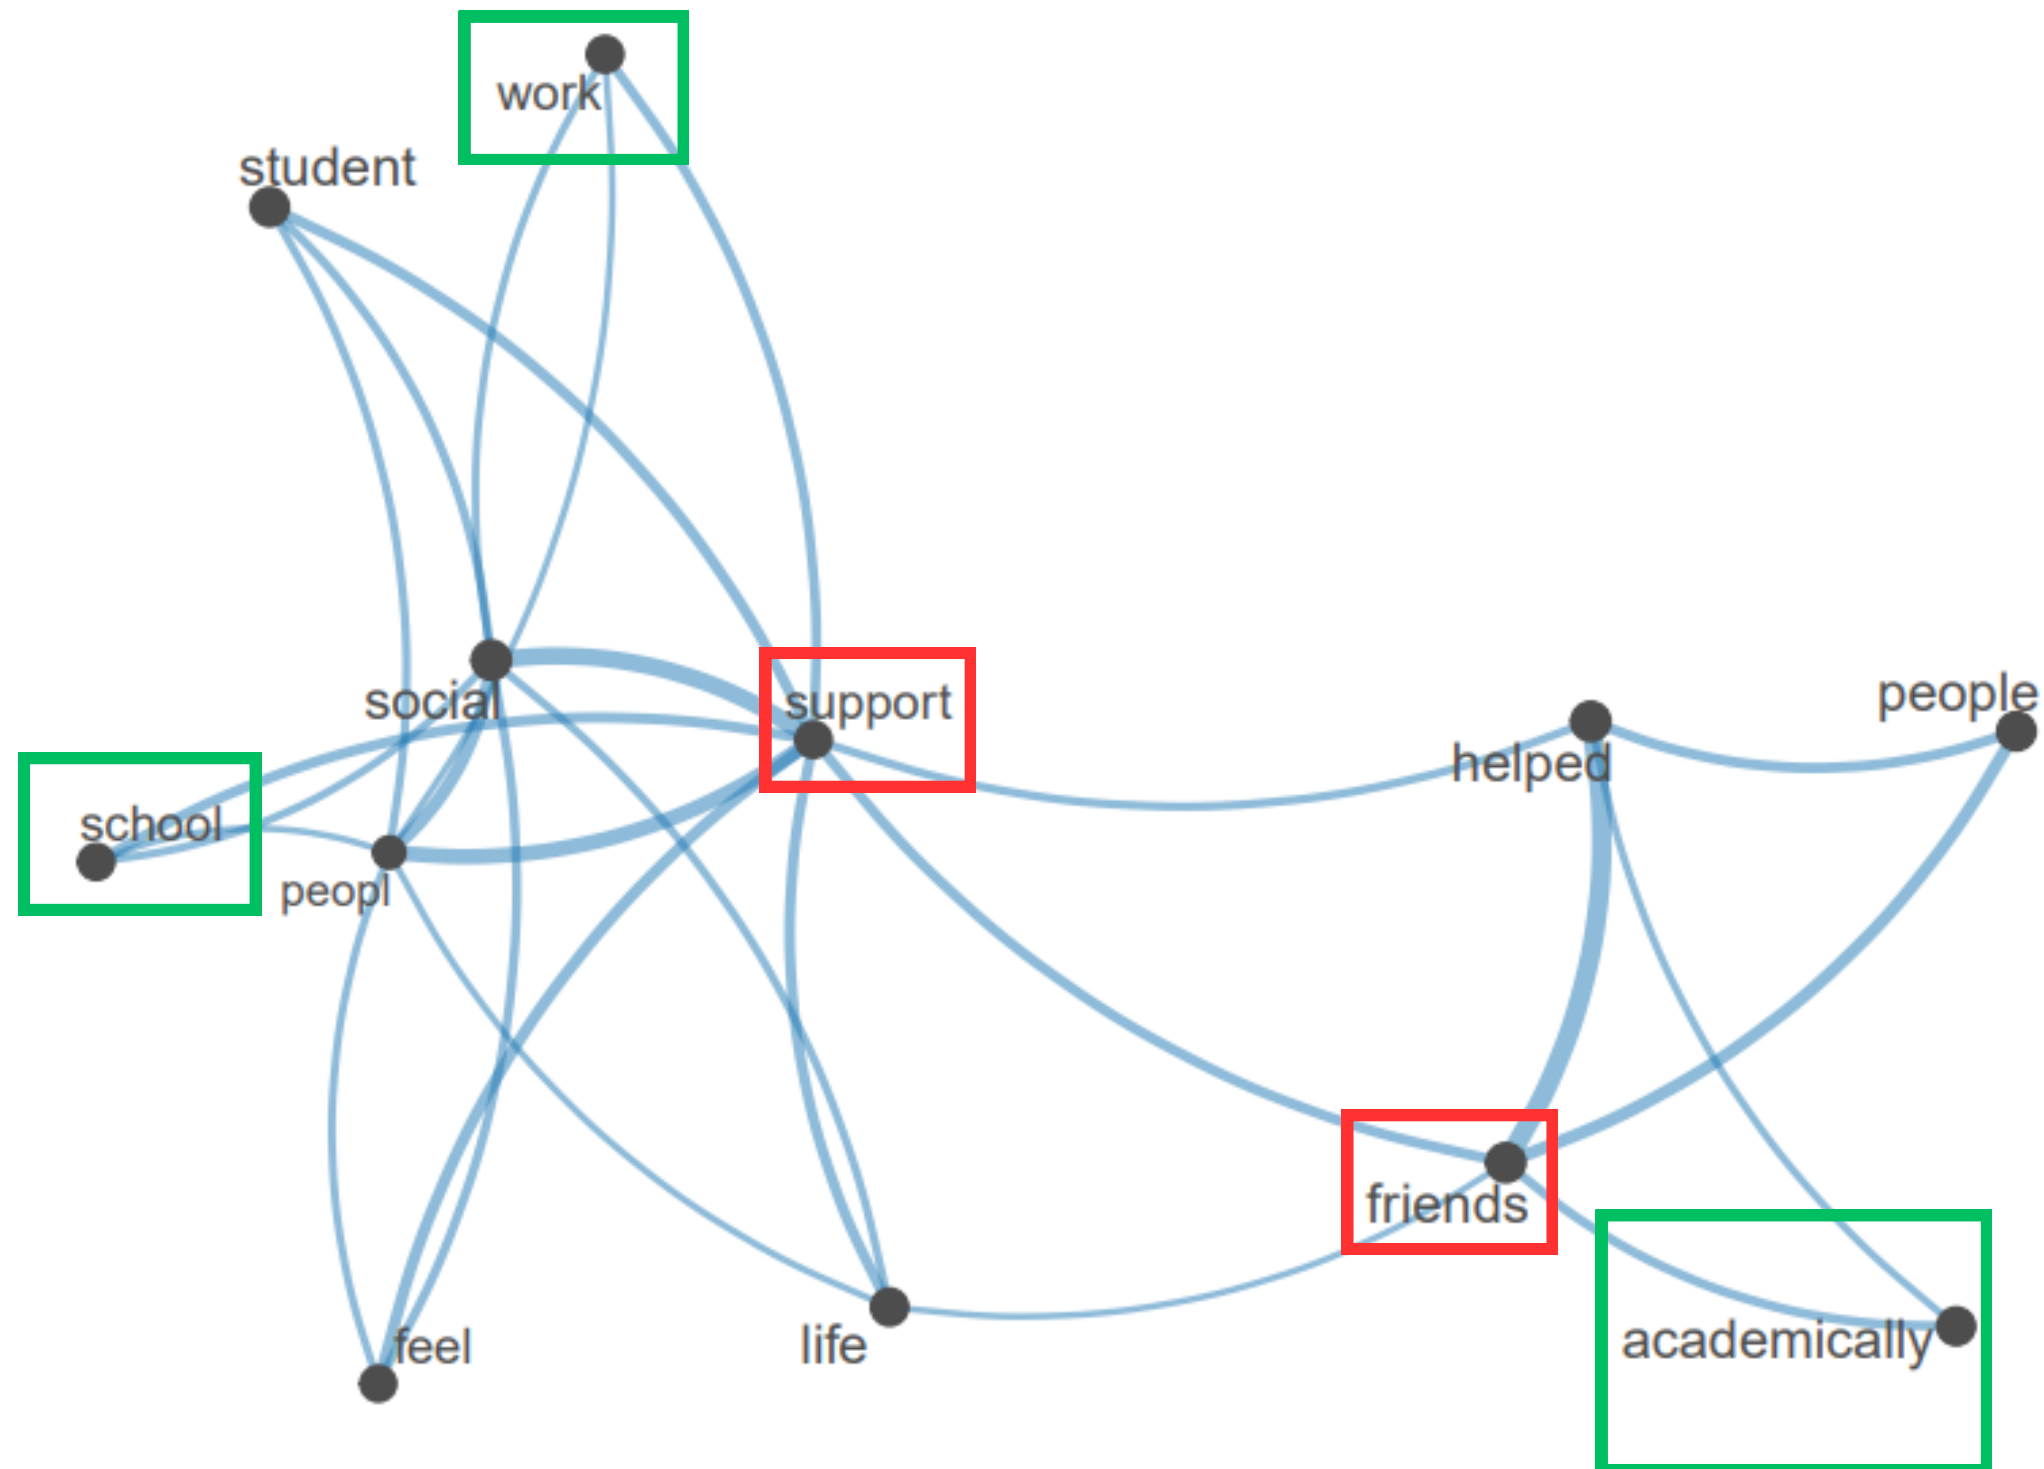 work
student
people
support
social
helped
school
peopl
friends
academically
life
feel